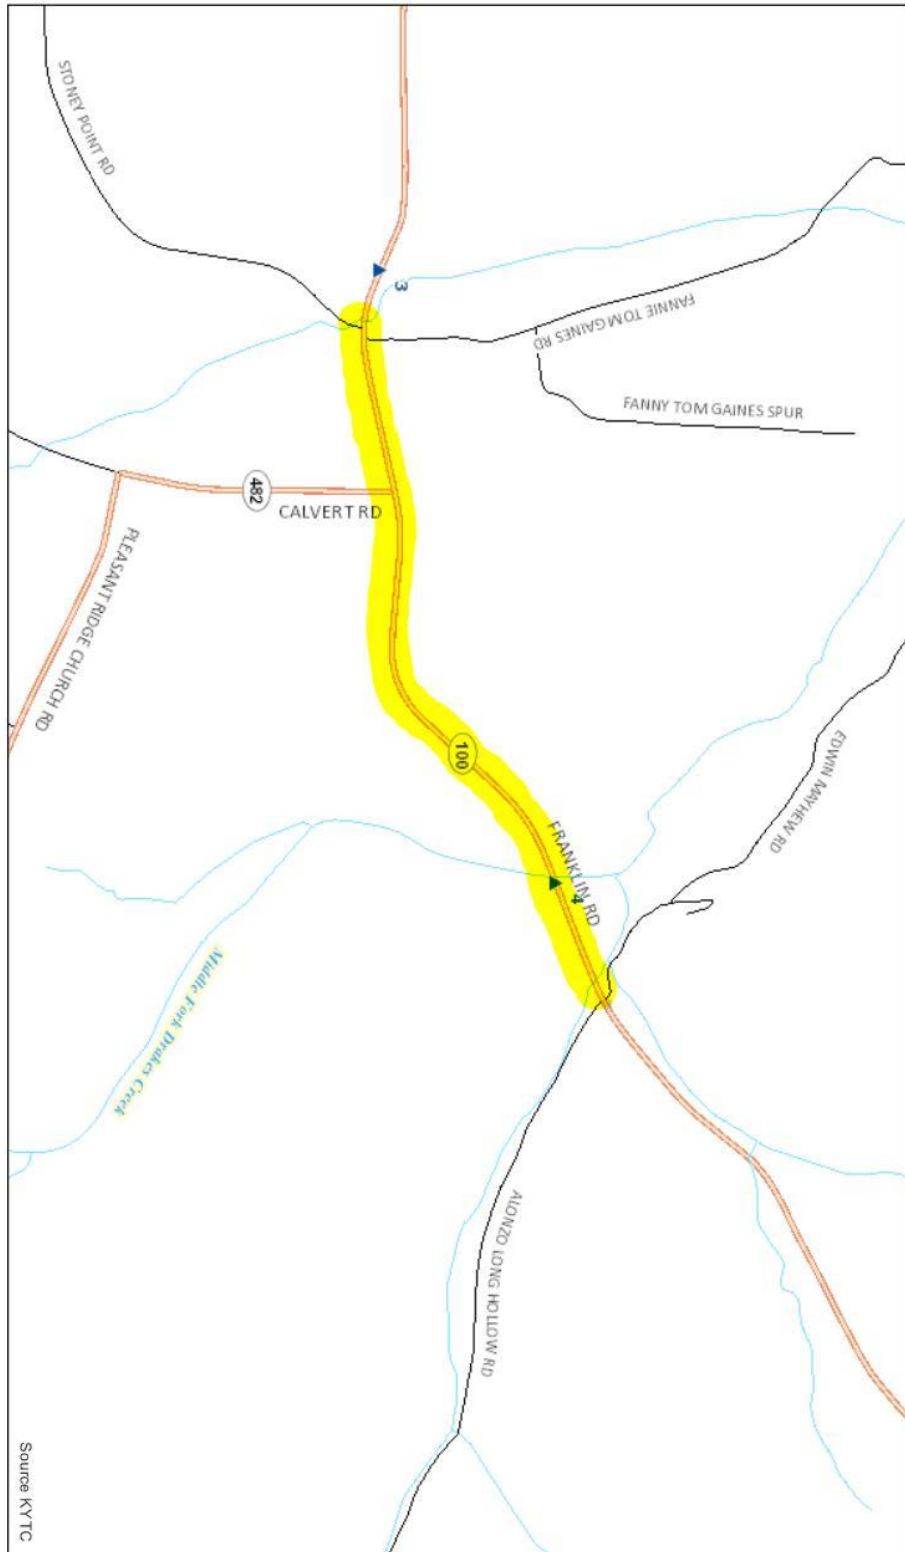 STONEY POINT RD
3
FANNIE TOM GAINES RD
FANNY TOM GAINES SPUR
482
CALVERT RD
PLEASANT RIDGE CHURCH RD
100
EDWIN MAYHEW RD
FRANKLIN RD
4
Middle Fork Drakes Creek
ALONZO LONG HOLLOW RD
Source KYTC